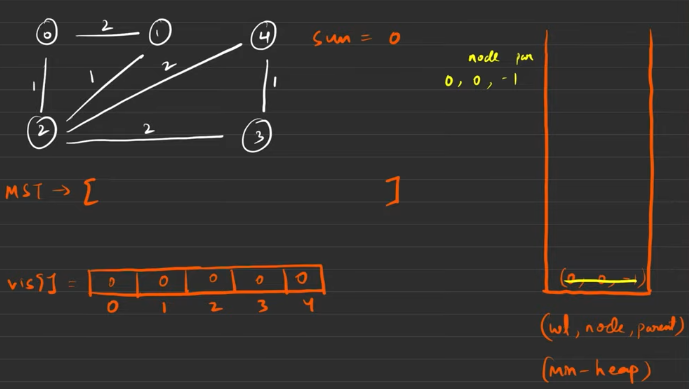 0 2 1 4 sum = 0
node par
0, 0, -1
1 1 2 1
2 2 3
MST → [ ]
vis[] = 0 0 0 0 0
0 1 2 3 4
(0, 0, -1)
(wt, node, parent)
(min-heap)